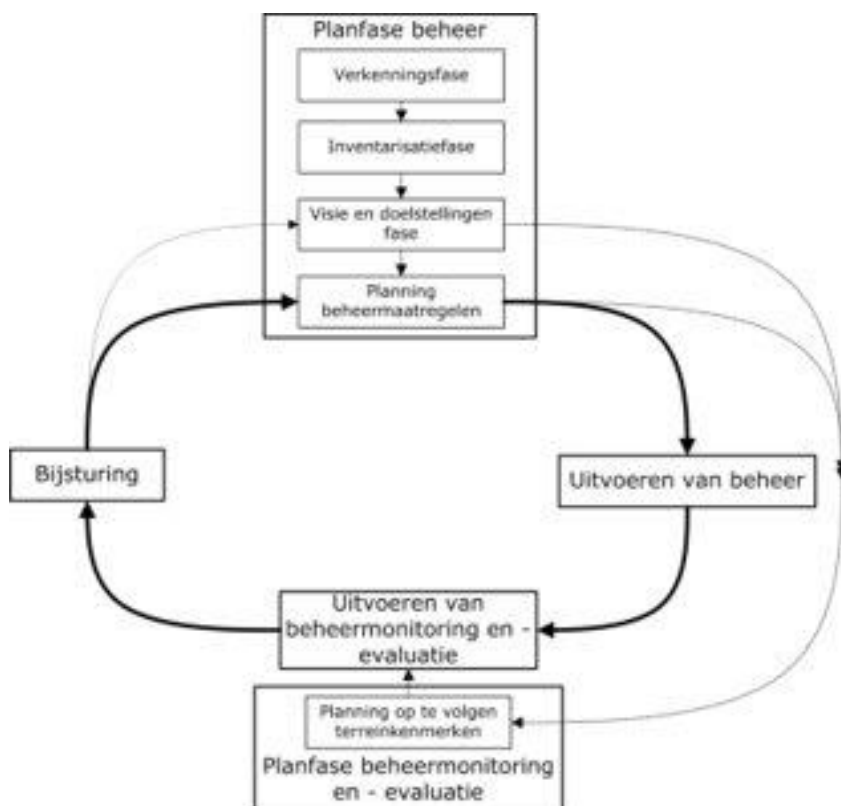 Planfase beheer
Verkenningsfase
Inventarisatiefase
Visie en doelstellingen
fase
Planning
beheermaatregelen
Bijsturing
Uitvoeren van beheer
Uitvoeren van
beheermonitoring en -
evaluatie
Planning op te volgen
terreinkenmerken
Planfase beheermonitoring
en - evaluatie